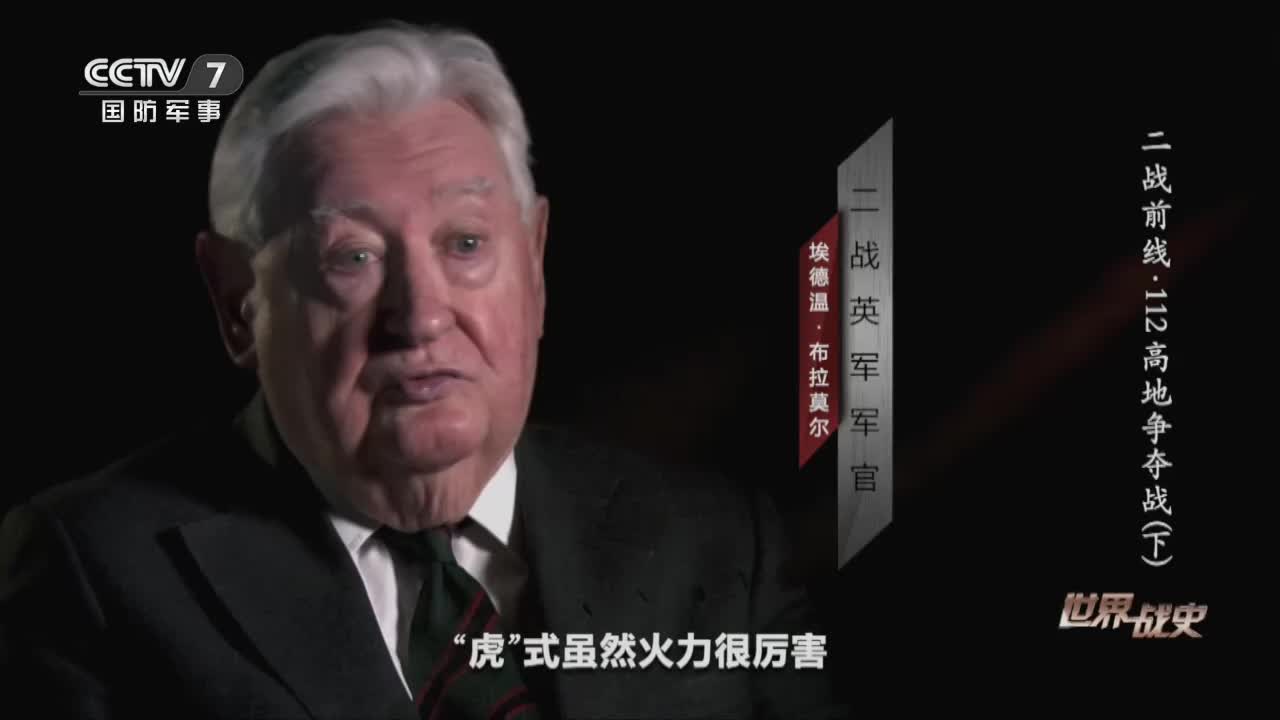 CCTV 7
国防军事
二战前线·112高地争夺战(下)
二战英军军官
埃德温·布拉莫尔
世界战史
“虎”式虽然火力很厉害